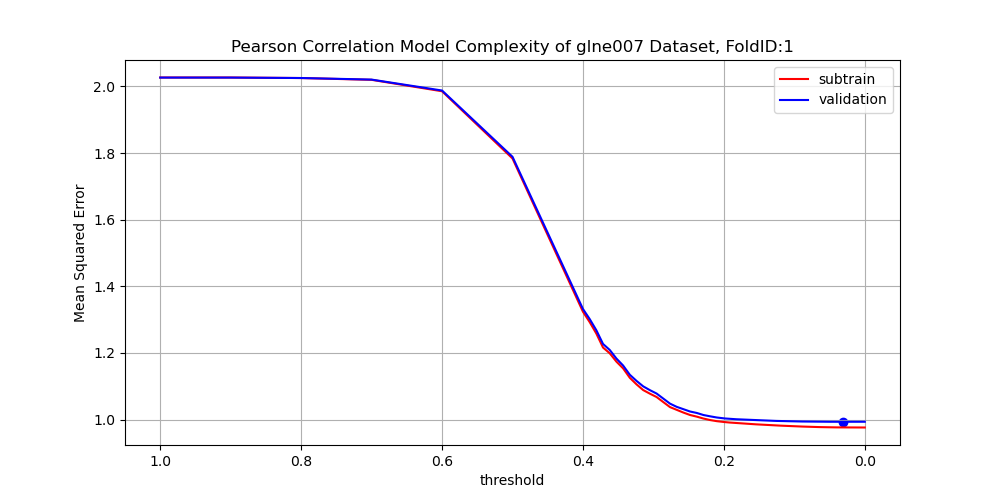 Pearson Correlation Model Complexity of glne007 Dataset, FoldID:1
subtrain
validation
Mean Squared Error
2.0
1.8
1.6
1.4
1.2
1.0
1.0 0.8 0.6 0.4 0.2 0.0
threshold